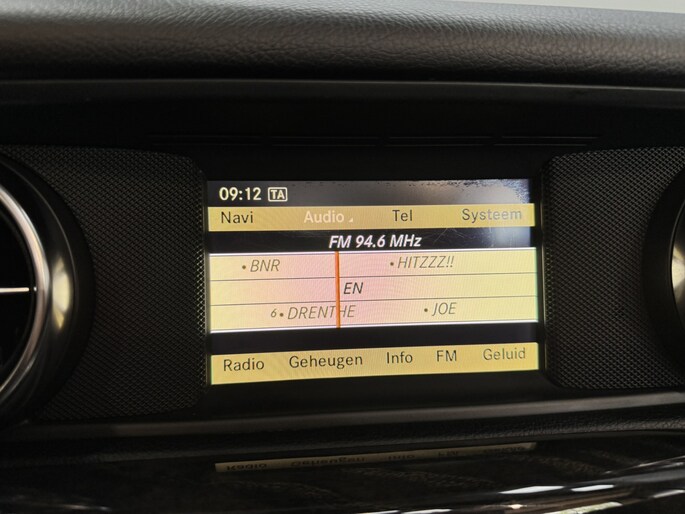 09:12 TA
Navi Audio Tel Systeem
FM 94.6 MHz
• BNR • HITZZZ!!
EN
6 • DRENTHE • JOE
Radio Geheugen Info FM Geluid